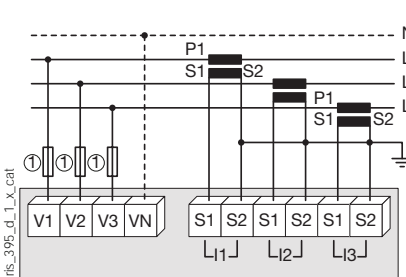 N
P1
L
S1 S2
L
P1
L
S1 S2
① ① ①
V1 V2 V3 VN S1 S2 S1 S2 S1 S2
I1 I2 I3
ris_395_d_1_x_cat